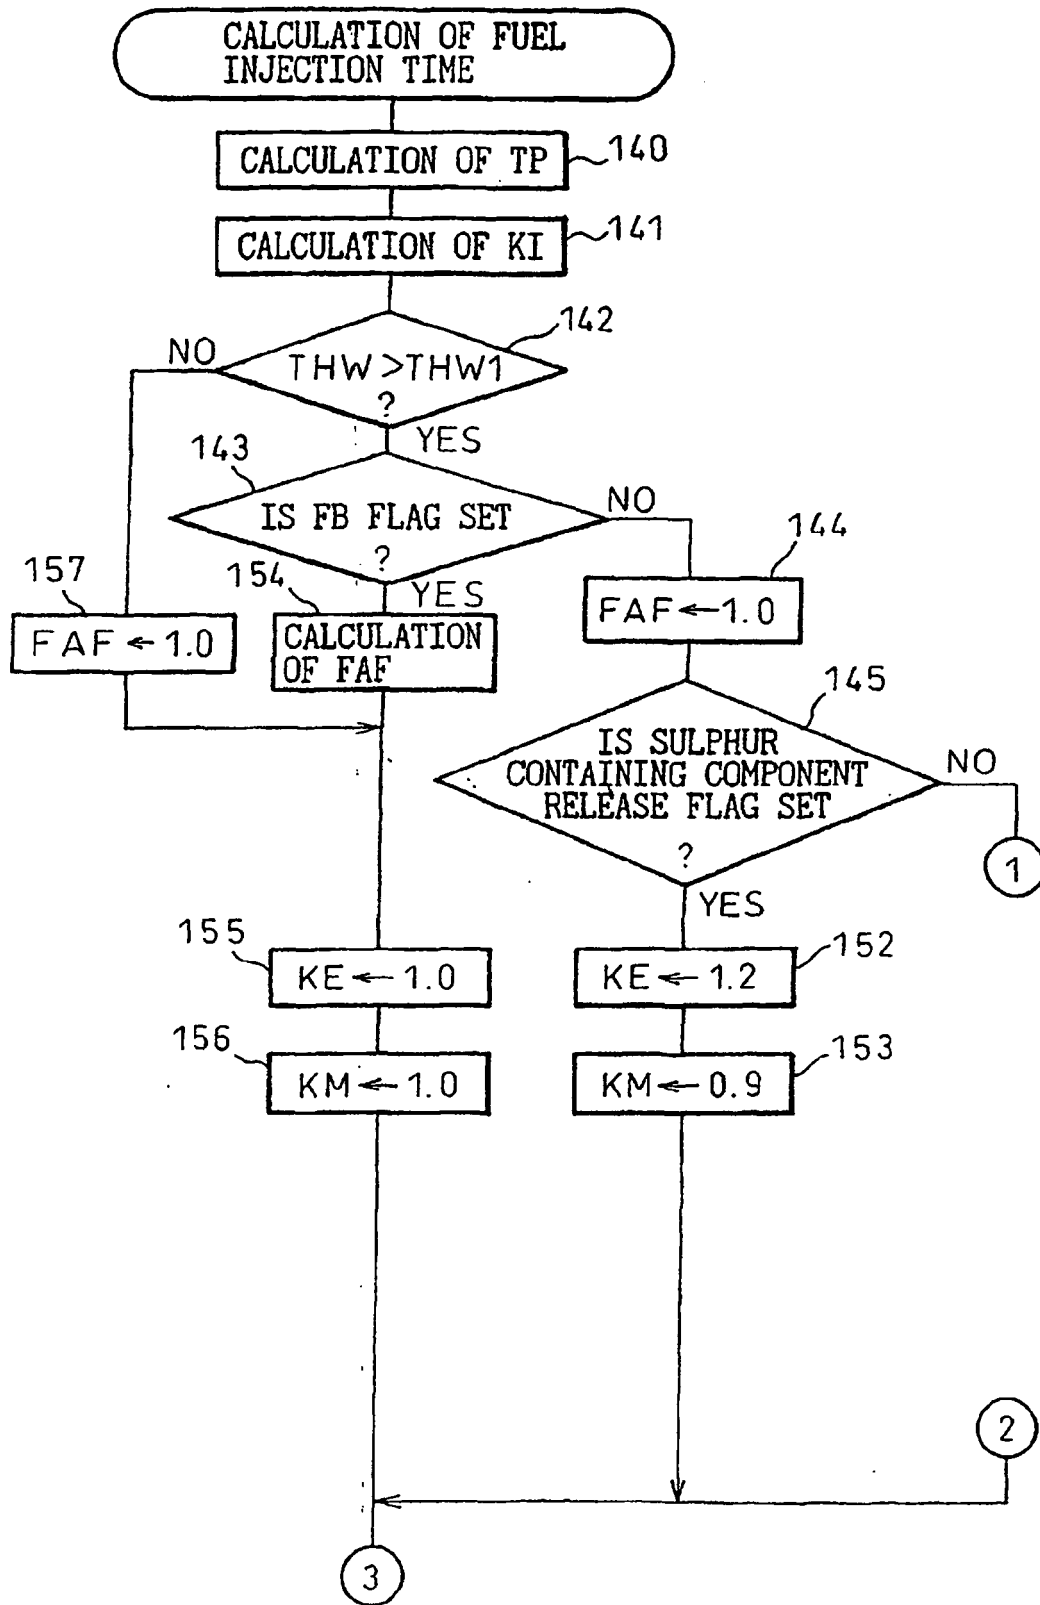 CALCULATION OF FUEL
INJECTION TIME
CALCULATION OF TP
140
CALCULATION OF KI
141
142
NO
THW>THW1
?
YES
143
IS FB FLAG SET
?
NO
YES
144
FAF←1.0
157
FAF←1.0
154
CALCULATION
OF FAF
145
IS SULPHUR
CONTAINING COMPONENT
RELEASE FLAG SET
?
NO
1
YES
155
KE←1.0
152
KE←1.2
156
KM←1.0
153
KM←0.9
2
3